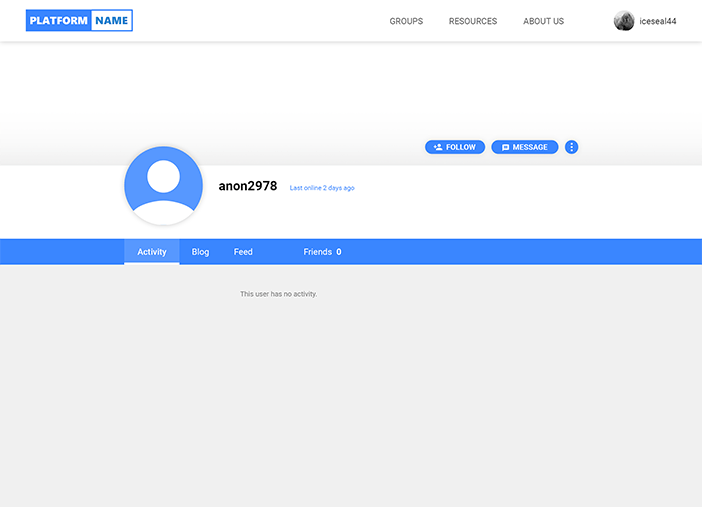 PLATFORM NAME
GROUPS RESOURCES ABOUT US iceseal44
FOLLOW MESSAGE
anon2978 Last online 2 days ago
Activity Blog Feed Friends 0
This user has no activity.